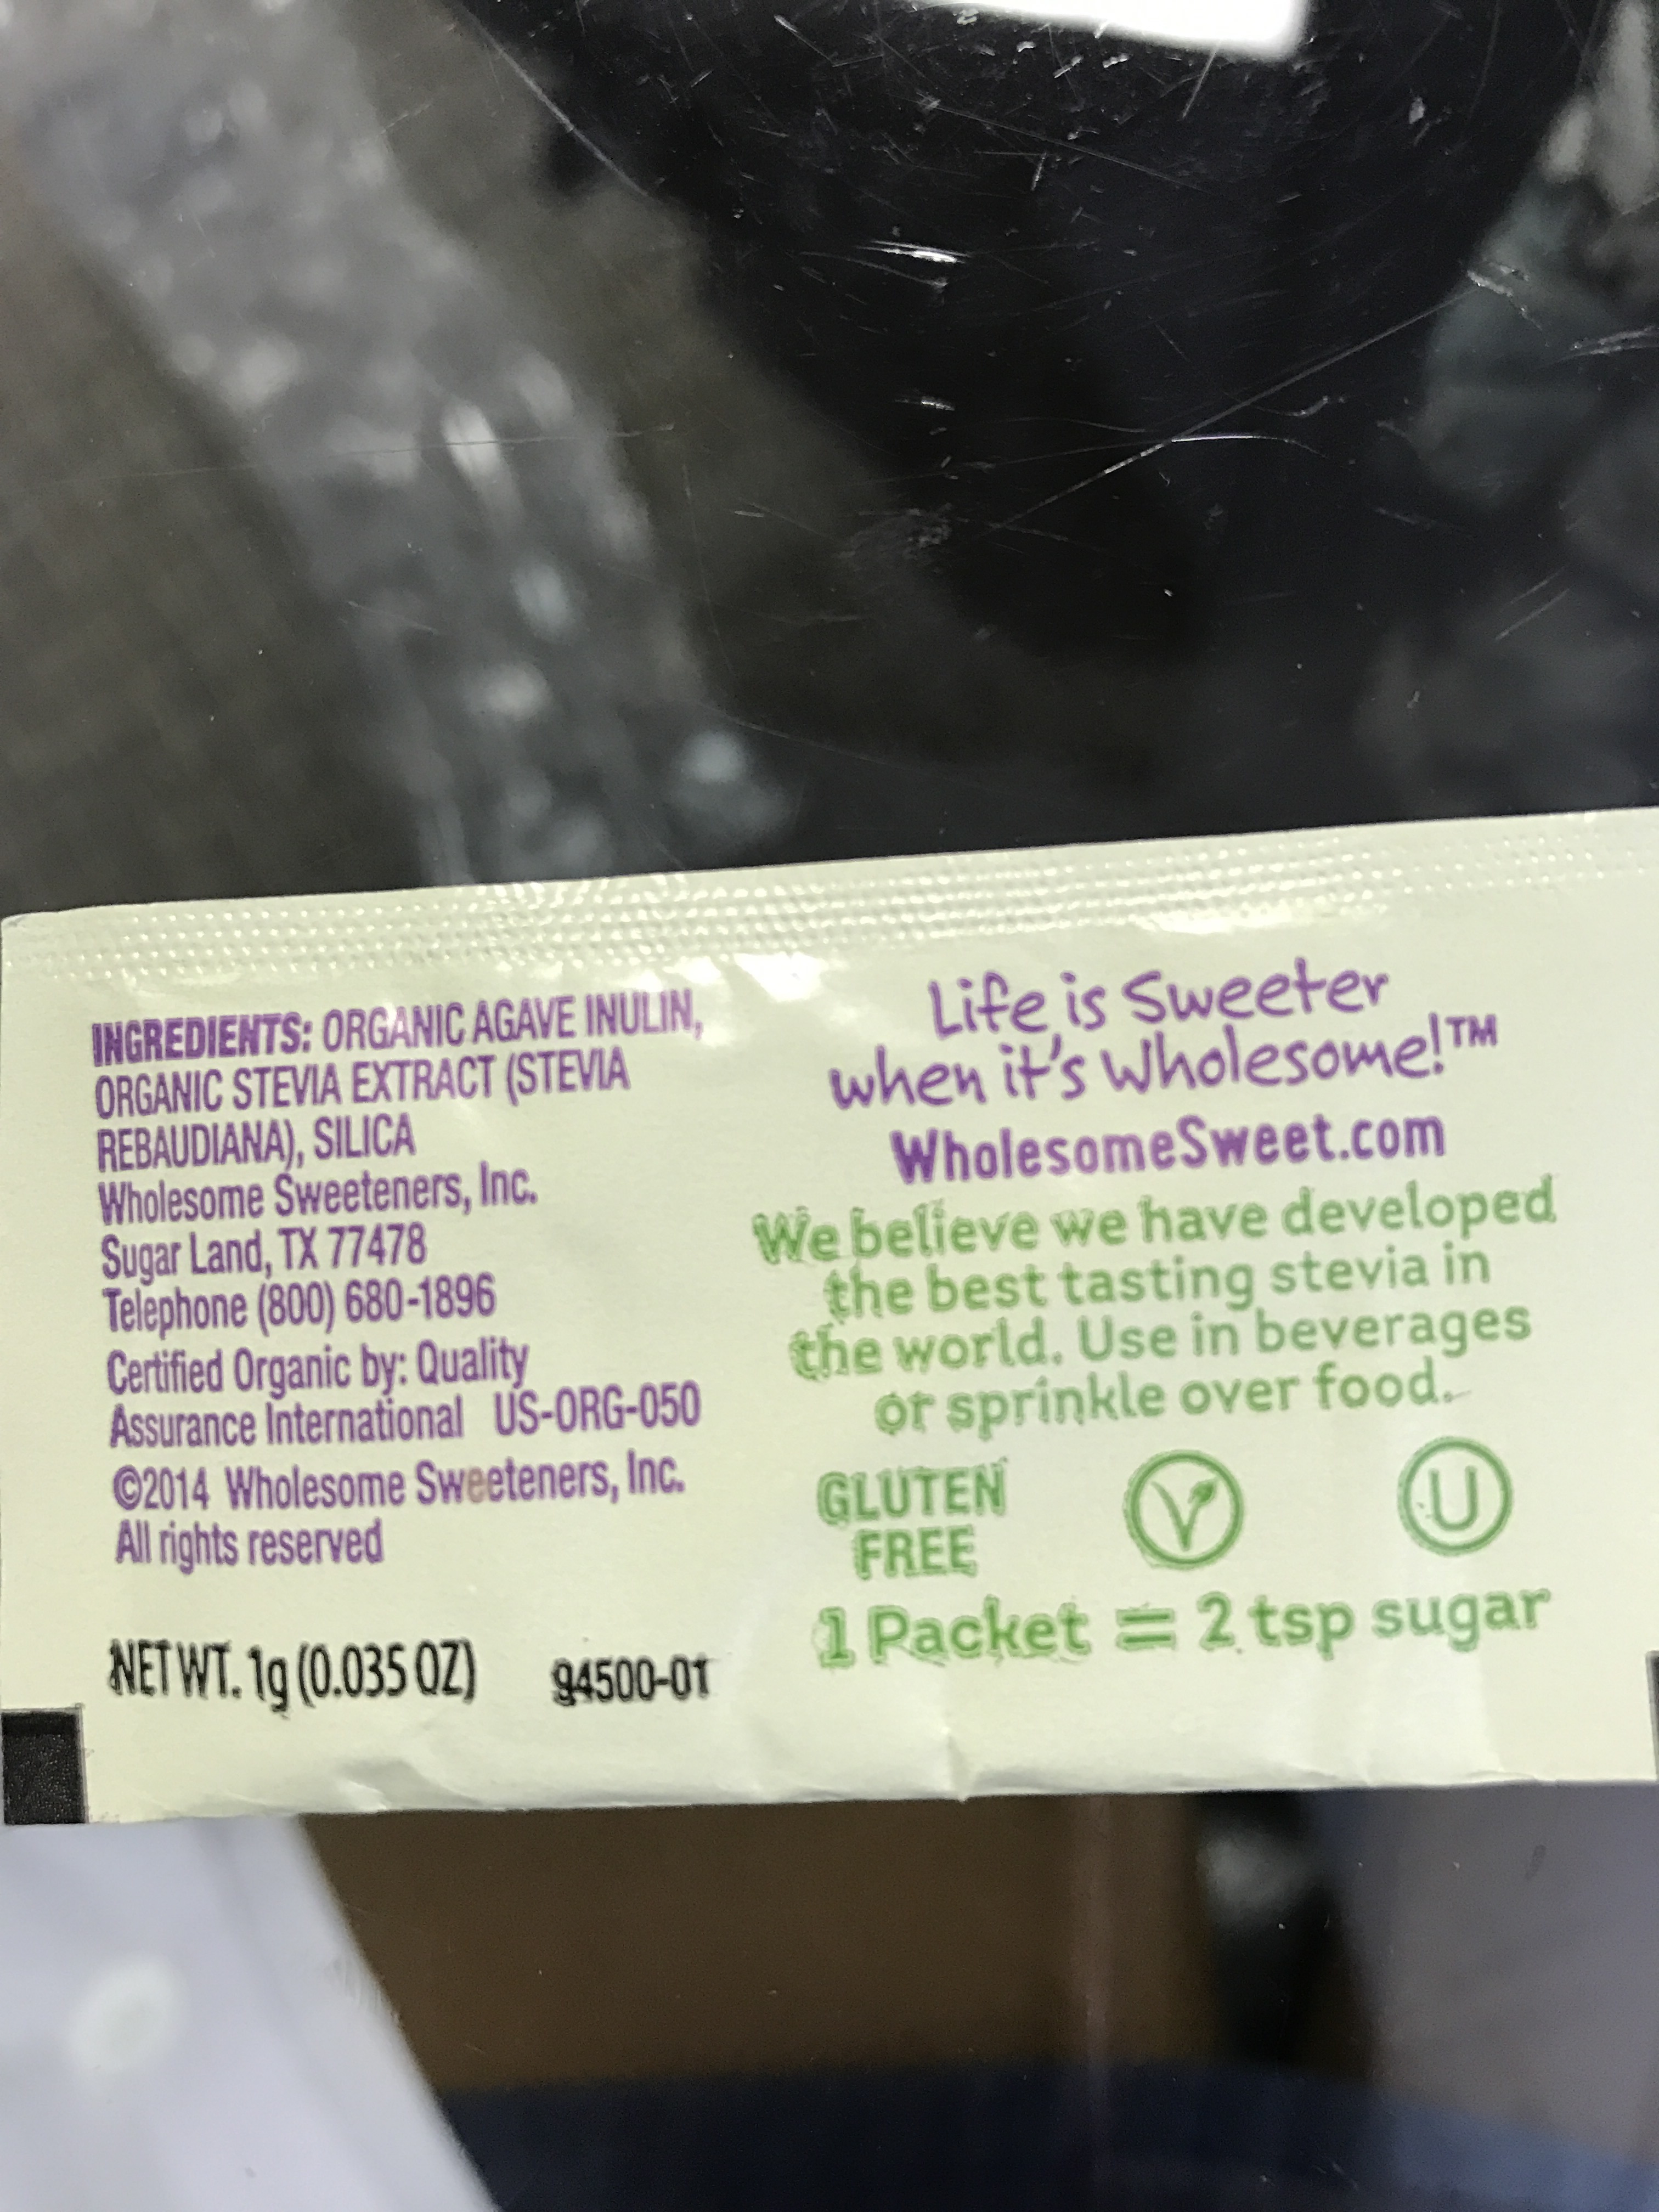 INGREDIENTS: ORGANIC AGAVE INULIN,
ORGANIC STEVIA EXTRACT (STEVIA
REBAUDIANA), SILICA
Wholesome Sweeteners, Inc.
Sugar Land, TX 77478
Telephone (800) 680-1896
Certified Organic by: Quality
Assurance International US-ORG-050
©2014 Wholesome Sweeteners, Inc.
All rights reserved
NET WT. 1g (0.035 OZ) 94500-01
Life is Sweeter
when it's Wholesome!™
WholesomeSweet.com
We believe we have developed
the best tasting stevia in
the world. Use in beverages
or sprinkle over food.
GLUTEN
FREE
V
U
1 Packet = 2 tsp sugar